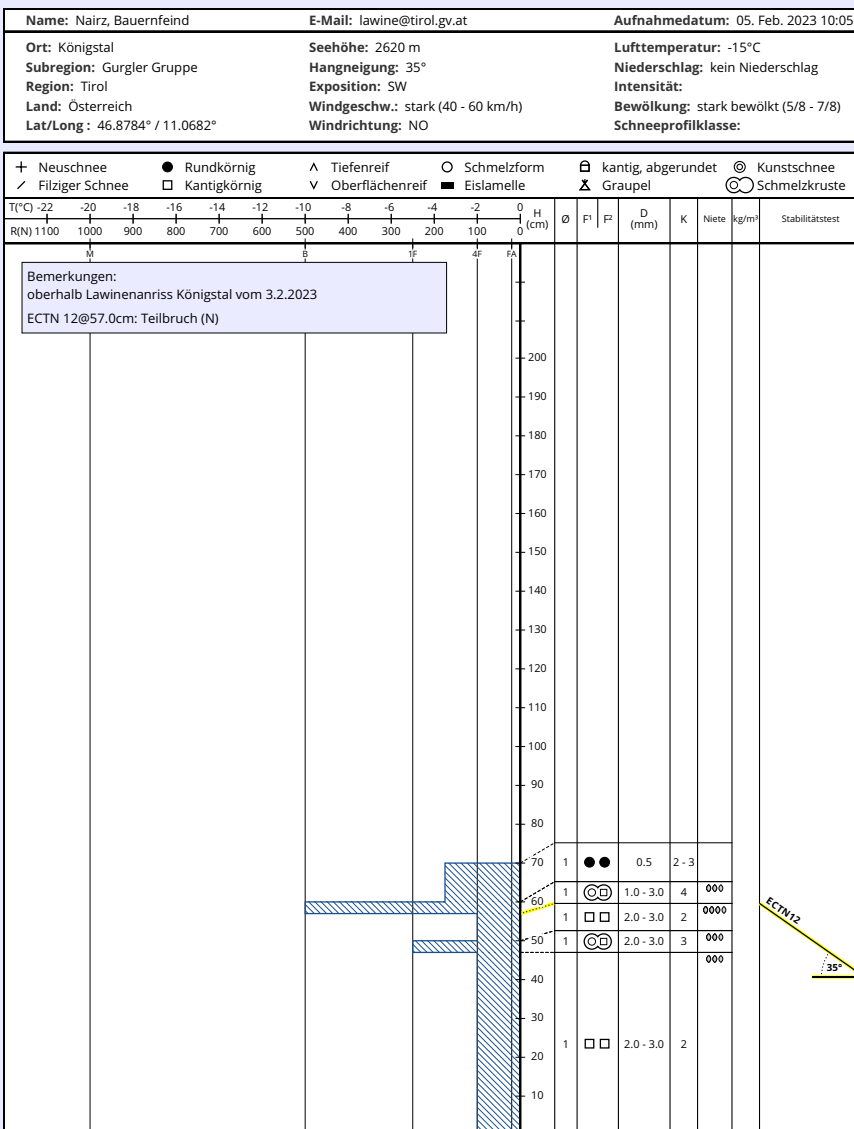 Name: Nairz, Bauernfeind E-Mail: lawine@tirol.gv.at Aufnahmedatum: 05. Feb. 2023 10:05
Ort: Königstal Seehöhe: 2620 m Lufttemperatur: -15°C
Subregion: Gurgler Gruppe Hangneigung: 35° Niederschlag: kein Niederschlag
Region: Tirol Exposition: SW Intensität:
Land: Österreich Windgeschw.: stark (40 - 60 km/h) Bewölkung: stark bewölkt (5/8 - 7/8)
Lat/Long : 46.8784° / 11.0682° Windrichtung: NO Schneeprofilklasse:
Neuschnee Rundkörnig Tiefenreif Schmelzform kantig, abgerundet Kunstschnee
Filziger Schnee Kantigkörnig Oberflächenreif Eislamelle Graupel Schmelzkruste
T(°C) -22 -20 -18 -16 -14 -12 -10 -8 -6 -4 -2 0 H (cm) Ø F¹ F² D (mm) K Niete kg/m³ Stabilitätstest
R(N) 1100 1000 900 800 700 600 500 400 300 200 100 0
M B 1F 4F FA
Bemerkungen:
oberhalb Lawinenanriss Königstal vom 3.2.2023
ECTN 12@57.0cm: Teilbruch (N)
200
190
180
170
160
150
140
130
120
110
100
90
80
70 1 0.5 2 - 3
60 1 1.0 - 3.0 4
ECTN12
1 2.0 - 3.0 2
50 1 2.0 - 3.0 3
35°
40
30
1 2.0 - 3.0 2
20
10